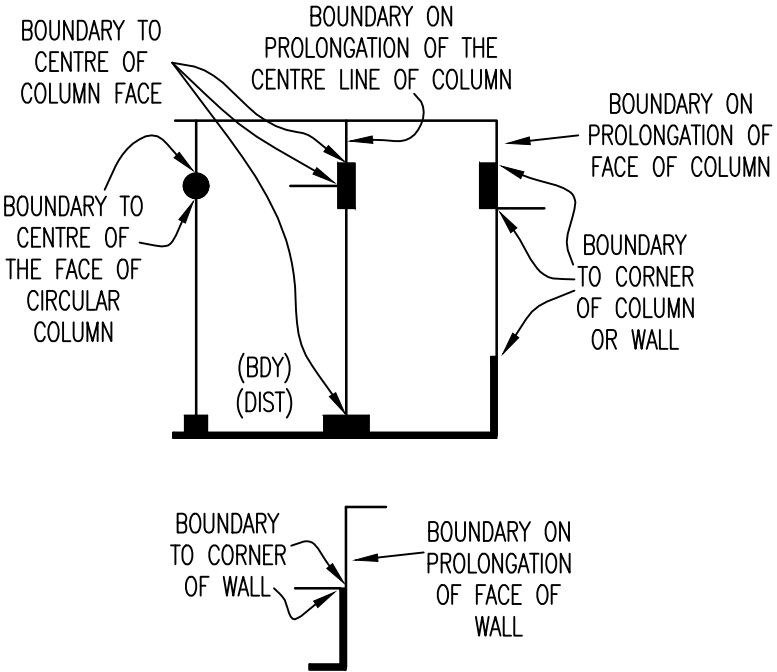 BOUNDARY TO
CENTRE OF
COLUMN FACE
BOUNDARY ON
PROLONGATION OF THE
CENTRE LINE OF COLUMN
BOUNDARY ON
PROLONGATION OF
FACE OF COLUMN
BOUNDARY TO
CENTRE OF
THE FACE OF
CIRCULAR
COLUMN
BOUNDARY
TO CORNER
OF COLUMN
OR WALL
(BDY)
(DIST)
BOUNDARY
TO CORNER
OF WALL
BOUNDARY ON
PROLONGATION
OF FACE OF
WALL